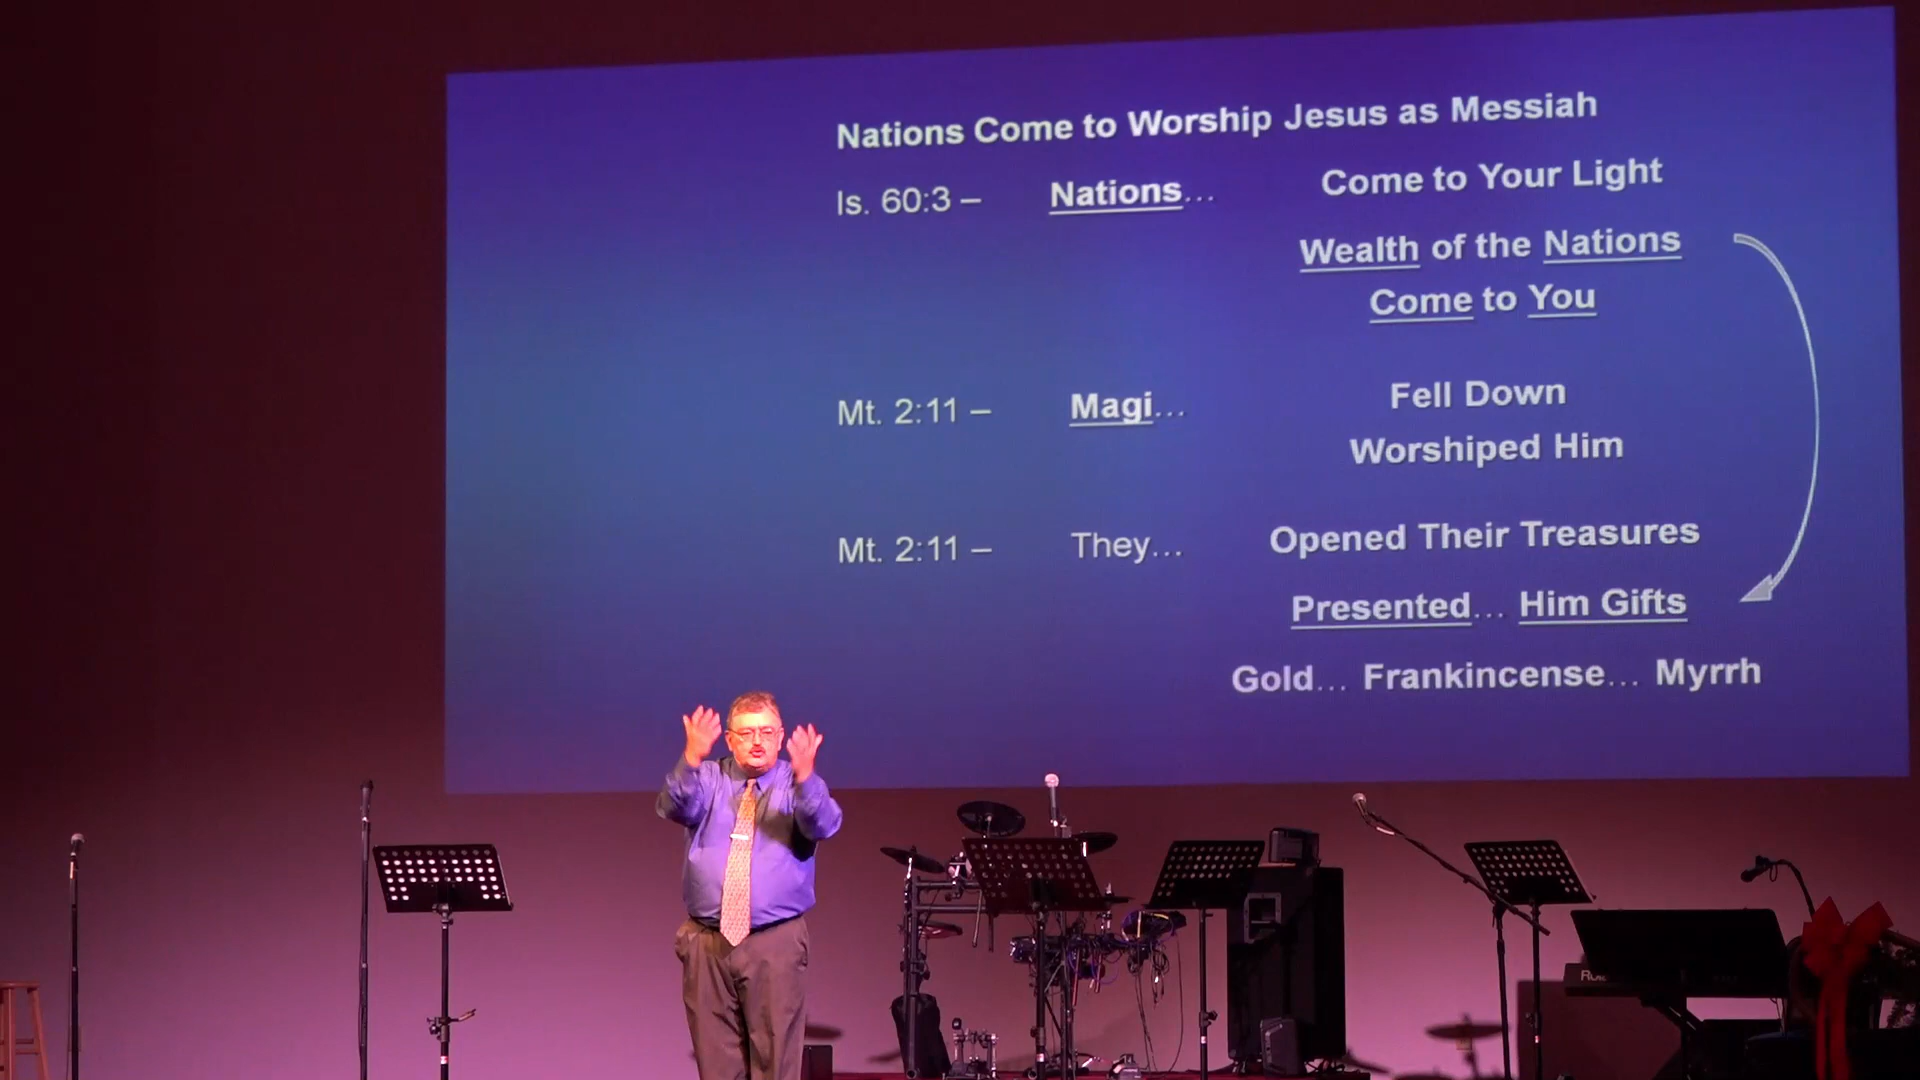 Nations Come to Worship Jesus as Messiah
Is. 60:3 – Nations... Come to Your Light
Wealth of the Nations
Come to You
Mt. 2:11 – Magi... Fell Down
Worshiped Him
Mt. 2:11 – They... Opened Their Treasures
Presented... Him Gifts
Gold... Frankincense... Myrrh